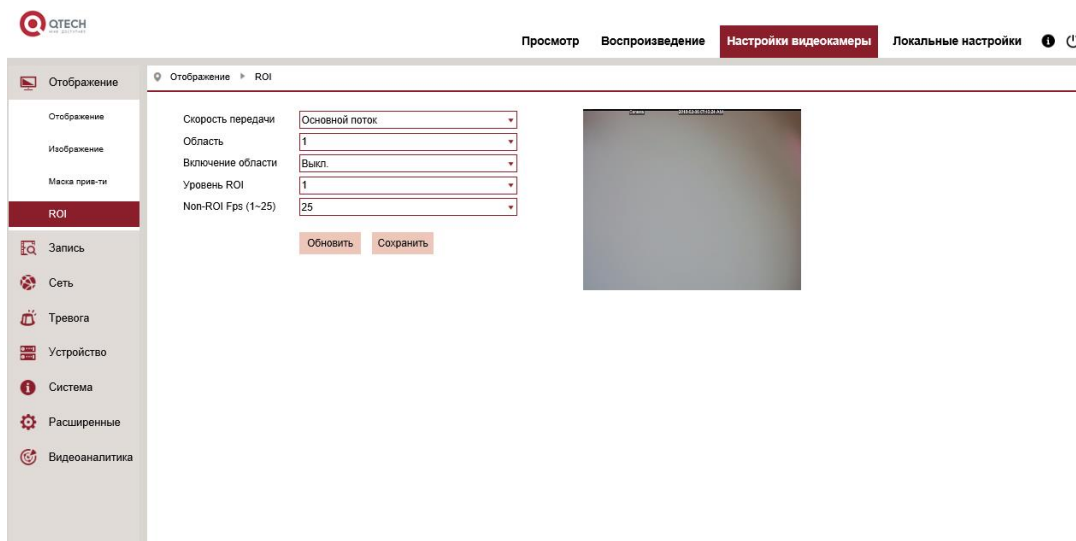 QTECH
Просмотр Воспроизведение Настройки видеокамеры Локальные настройки
Отображение
Отображение ROI
Отображение
Изображение
Маска прив-ти
ROI
Запись
Сеть
Тревога
Устройство
Система
Расширенные
Видеоаналитика
Скорость передачи Основной поток
Область 1
Включение области Выкл.
Уровень ROI 1
Non-ROI Fps (1~25) 25
Обновить Сохранить